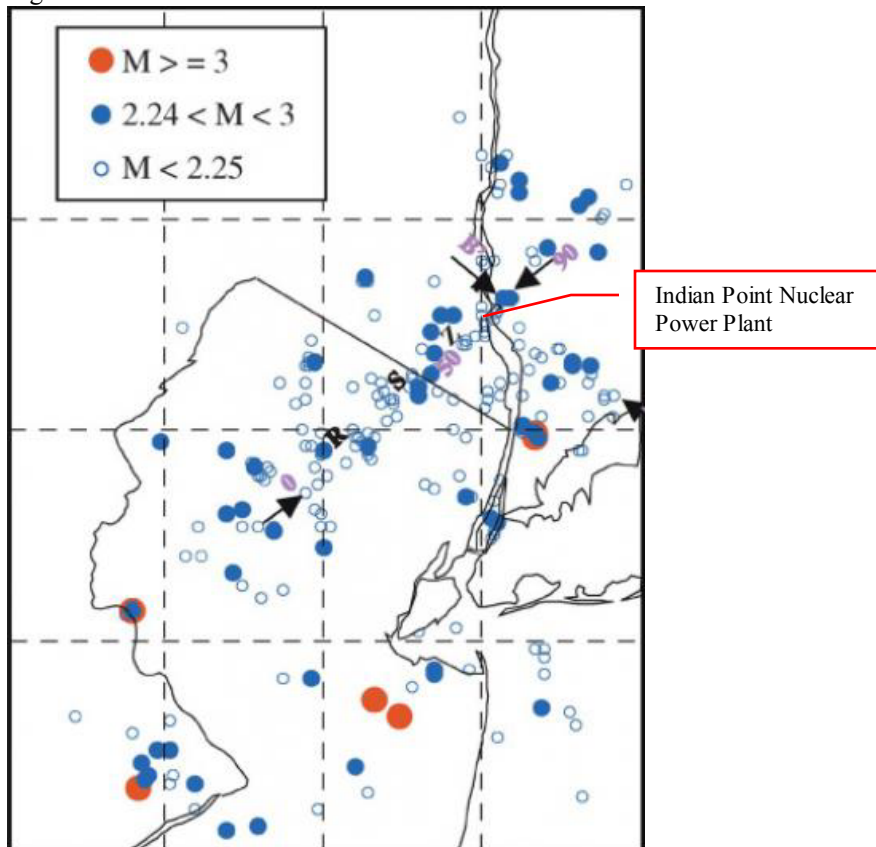 M > = 3
2.24 < M < 3
M < 2.25
B'
90
Indian Point Nuclear
Power Plant
Z
50
S
R
0